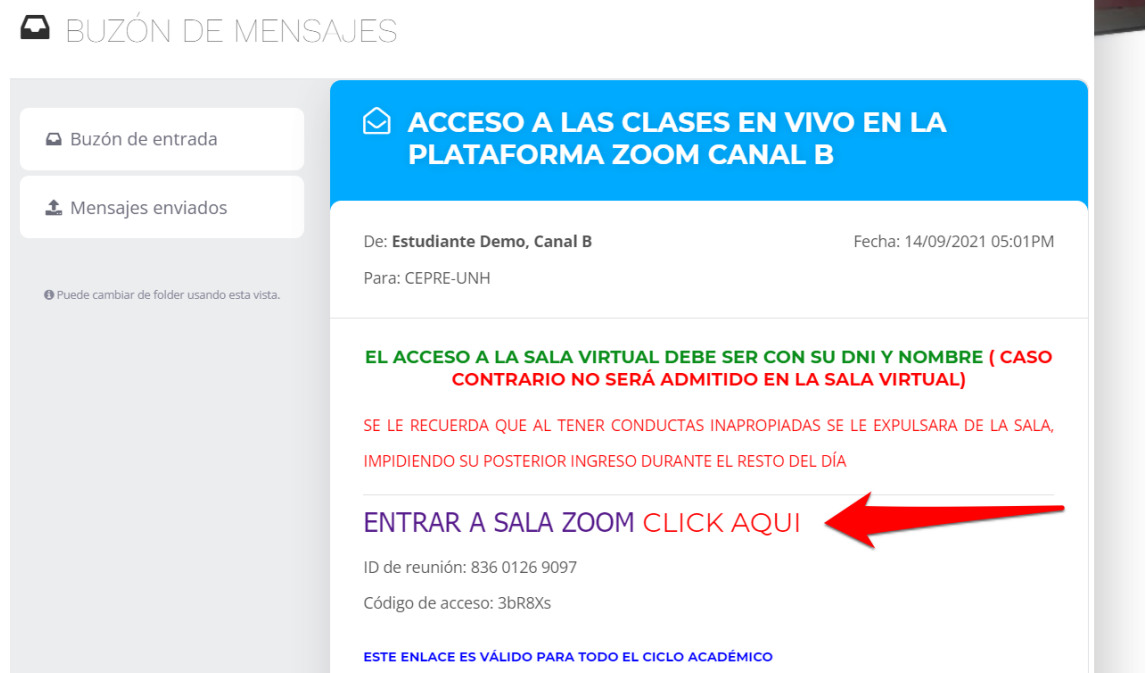 BUZÓN DE MENSAJES
Buzón de entrada
Mensajes enviados
Puede cambiar de folder usando esta vista.
ACCESO A LAS CLASES EN VIVO EN LA
PLATAFORMA ZOOM CANAL B
De: Estudiante Demo, Canal B
Fecha: 14/09/2021 05:01PM
Para: CEPRE-UNH
EL ACCESO A LA SALA VIRTUAL DEBE SER CON SU DNI Y NOMBRE ( CASO
CONTRARIO NO SERÁ ADMITIDO EN LA SALA VIRTUAL)
SE LE RECUERDA QUE AL TENER CONDUCTAS INAPROPIADAS SE LE EXPULSARA DE LA SALA,
IMPIDIENDO SU POSTERIOR INGRESO DURANTE EL RESTO DEL DÍA
ENTRAR A SALA ZOOM CLICK AQUI
ID de reunión: 836 0126 9097
Código de acceso: 3bR8Xs
ESTE ENLACE ES VÁLIDO PARA TODO EL CICLO ACADÉMICO